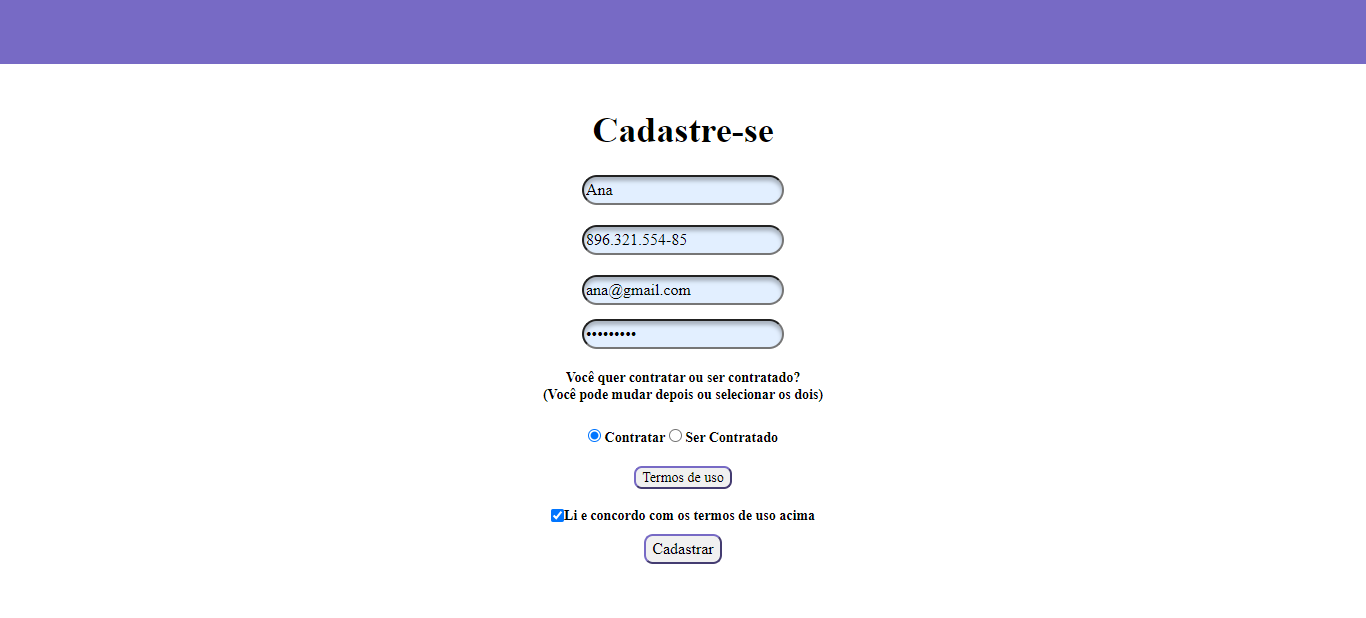 Cadastre-se
Ana
896.321.554-85
ana@gmail.com
•••••••••
Você quer contratar ou ser contratado?
(Você pode mudar depois ou selecionar os dois)
Contratar Ser Contratado
Termos de uso
Li e concordo com os termos de uso acima
Cadastrar